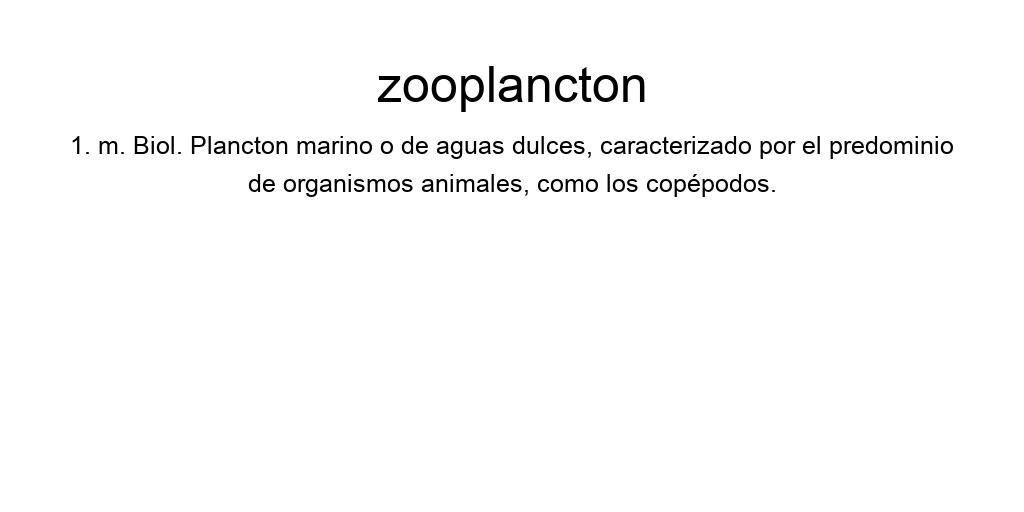 zooplancton
1. m. Biol. Plancton marino o de aguas dulces, caracterizado por el predominio
de organismos animales, como los copépodos.